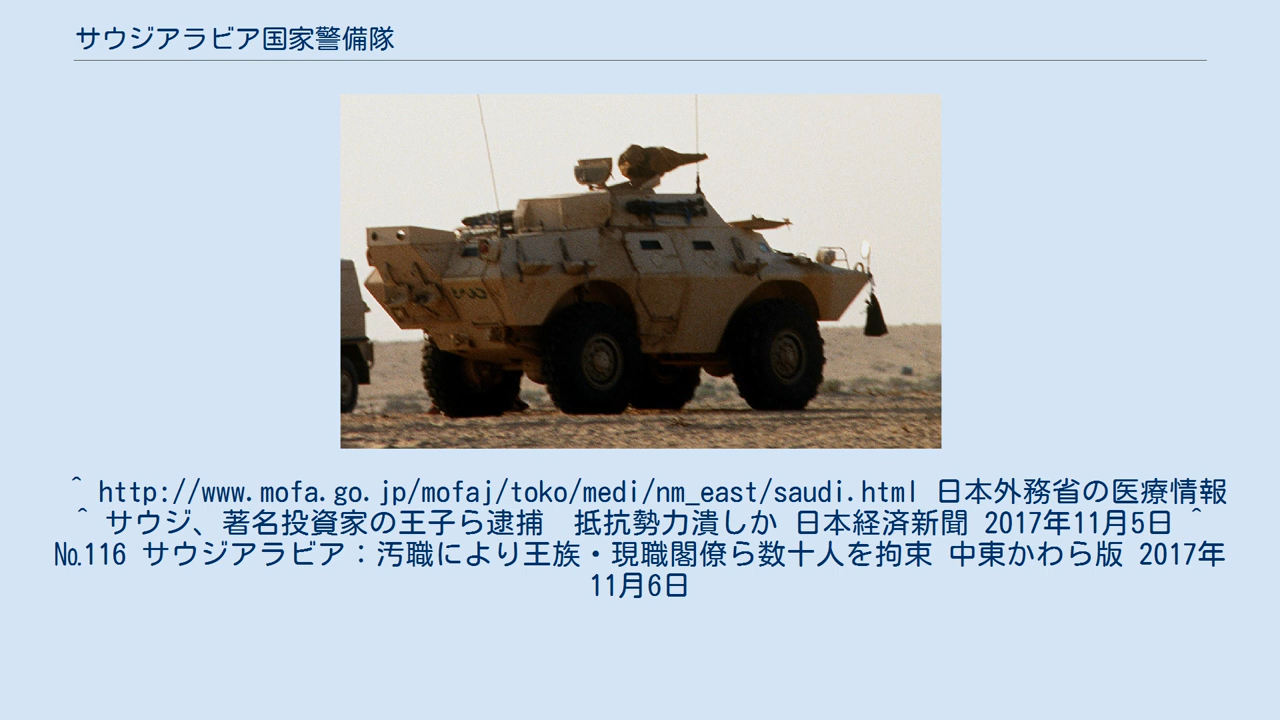 サウジアラビア国家警備隊
^ http://www.mofa.go.jp/mofaj/toko/medi/nm_east/saudi.html 日本外務省の医療情報
^ サウジ、著名投資家の王子ら逮捕　抵抗勢力潰しか 日本経済新聞 2017年11月5日 ^
№116 サウジアラビア：汚職により王族・現職閣僚ら数十人を拘束 中東かわら版 2017年
11月6日